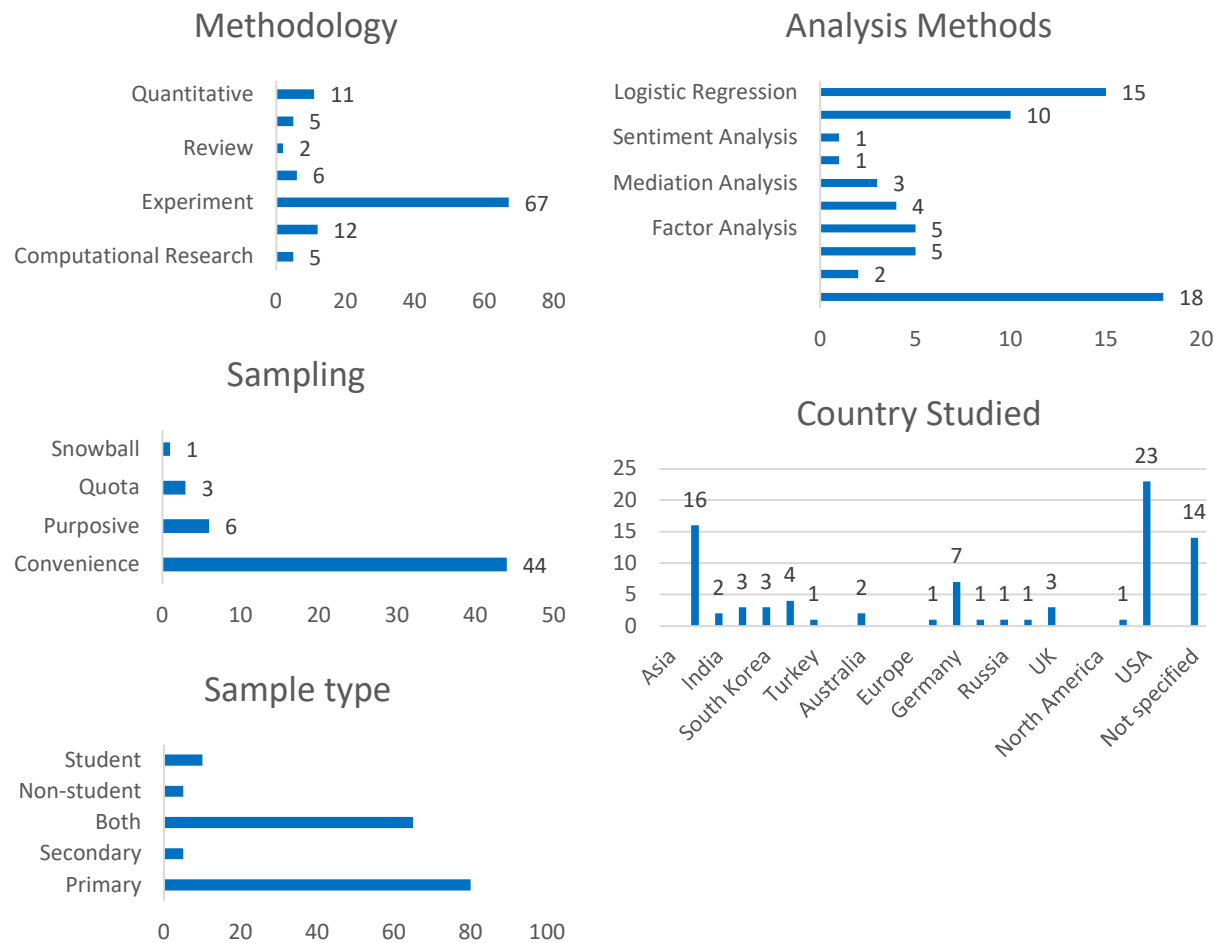 Methodology
Quantitative 11
5
Review 2
6
Experiment 67
12
Computational Research 5
0 20 40 60 80
Analysis Methods
Logistic Regression 15
10
Sentiment Analysis 1
1
Mediation Analysis 3
4
Factor Analysis 5
5
2
18
0 5 10 15 20
Sampling
Snowball 1
Quota 3
Purposive 6
Convenience 44
0 10 20 30 40 50
Country Studied
25
20
15
10
5
0
16 2 3 3 4 1 2 1 7 1 1 1 3 1 23 14
Asia
India
South Korea
Turkey
Australia
Europe
Germany
Russia
UK
North America
USA
Not specified
Sample type
Student
Non-student
Both
Secondary
Primary
0 20 40 60 80 100